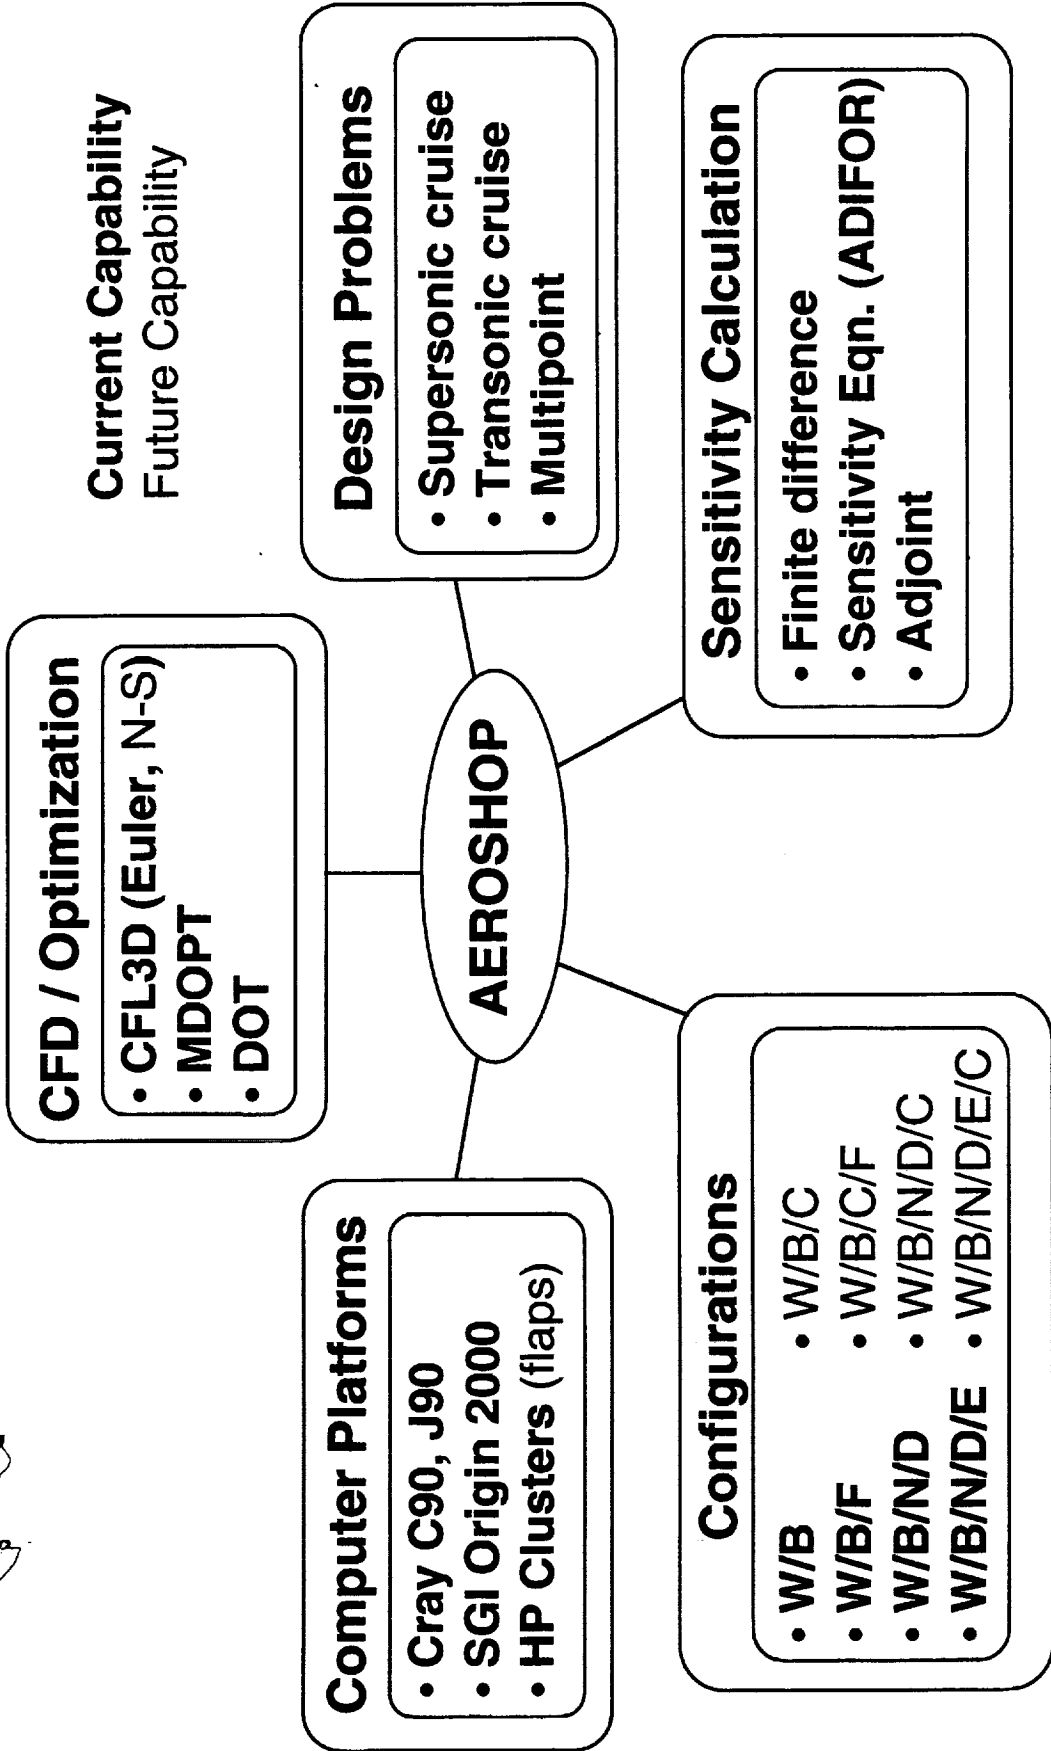 Current Capability
Future Capability
CFD / Optimization
• CFL3D (Euler, N-S)
• MDOPT
• DOT
Computer Platforms
• Cray C90, J90
• SGI Origin 2000
• HP Clusters (flaps)
Design Problems
• Supersonic cruise
• Transonic cruise
• Multipoint
AEROSHOP
Configurations
• W/B
• W/B/F
• W/B/N/D
• W/B/N/D/E
• W/B/C
• W/B/C/F
• W/B/N/D/C
• W/B/N/D/E/C
Sensitivity Calculation
• Finite difference
• Sensitivity Eqn. (ADIFOR)
• Adjoint